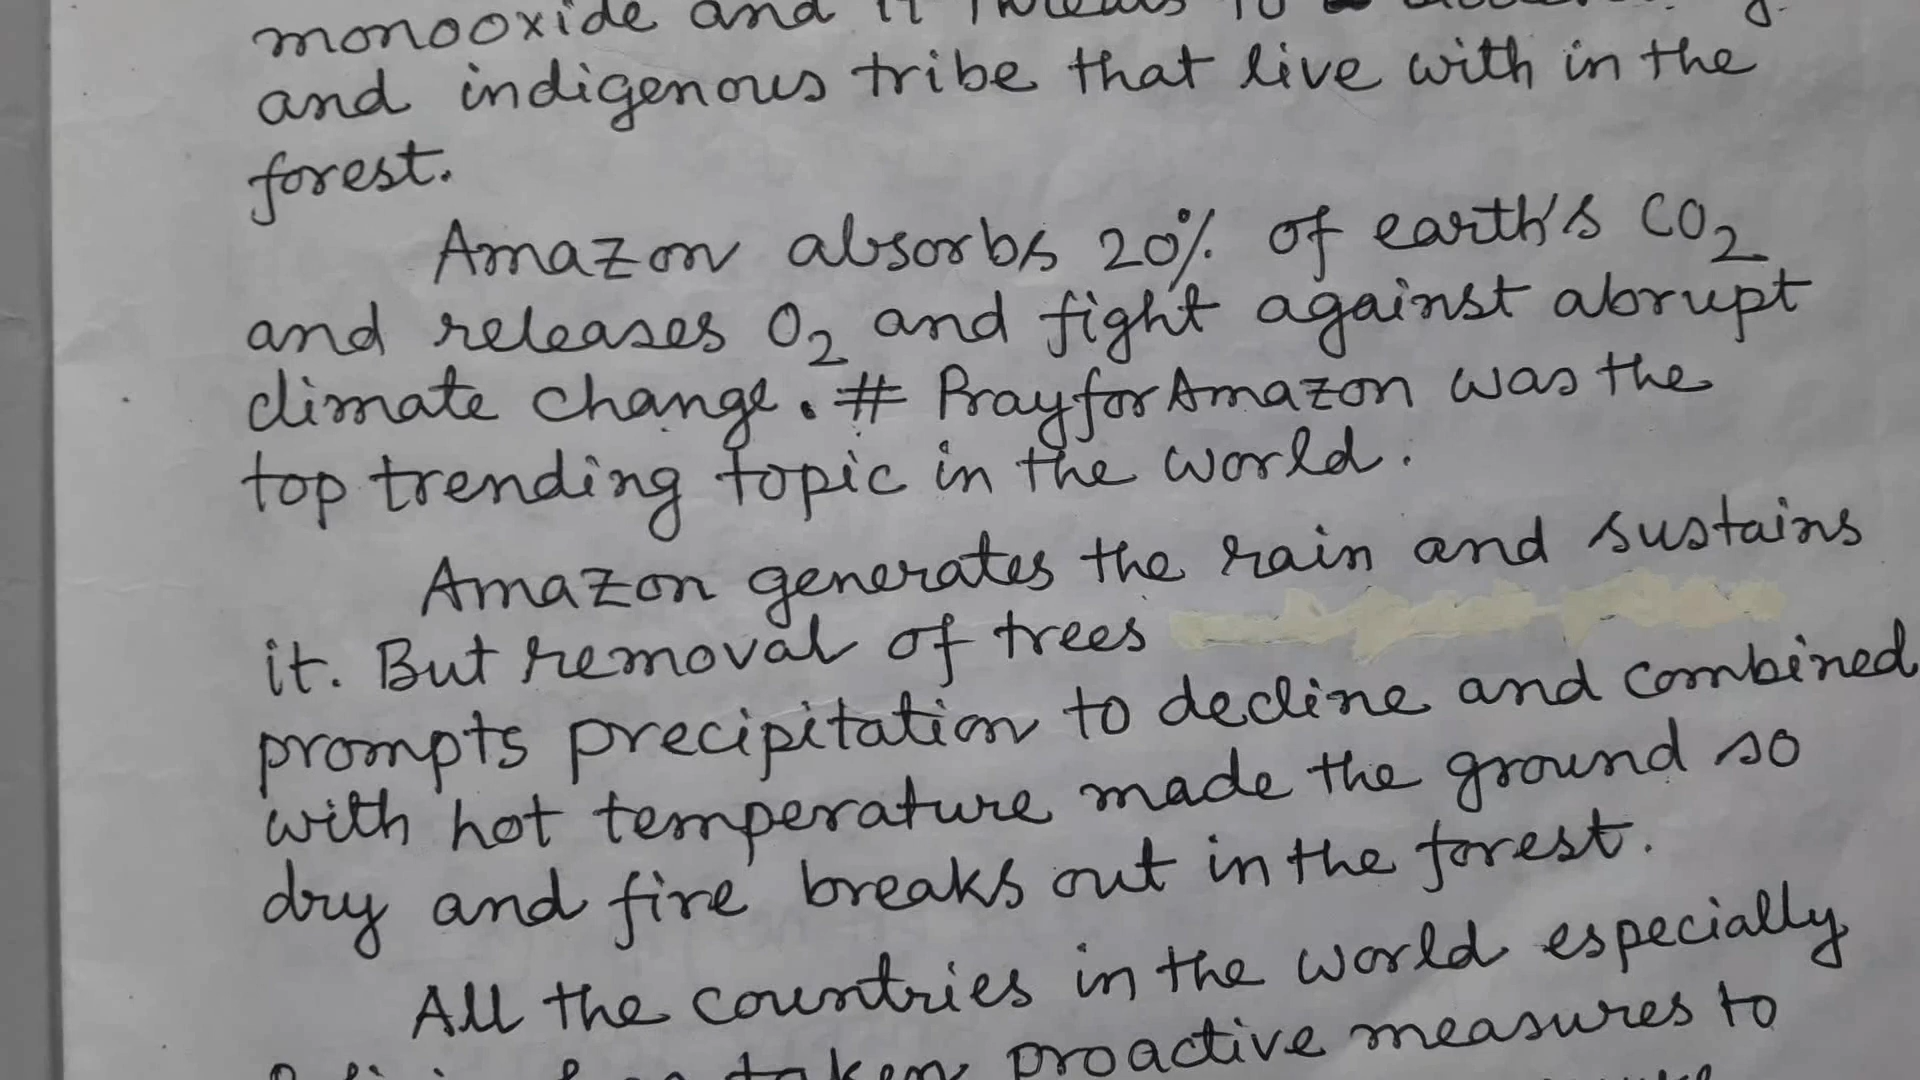 monooxide and it to
and indigenous tribe that live with in the
forest.
Amazon absorbs 20% of earth's CO2
and releases O2 and fight against abrupt
climate change. # PrayforAmazon was the
top trending topic in the world.
Amazon generates the rain and sustains
it. But removal of trees
prompts precipitation to decline and combined
with hot temperature made the ground so
dry and fire breaks out in the forest.
All the countries in the world especially
taken proactive measures to